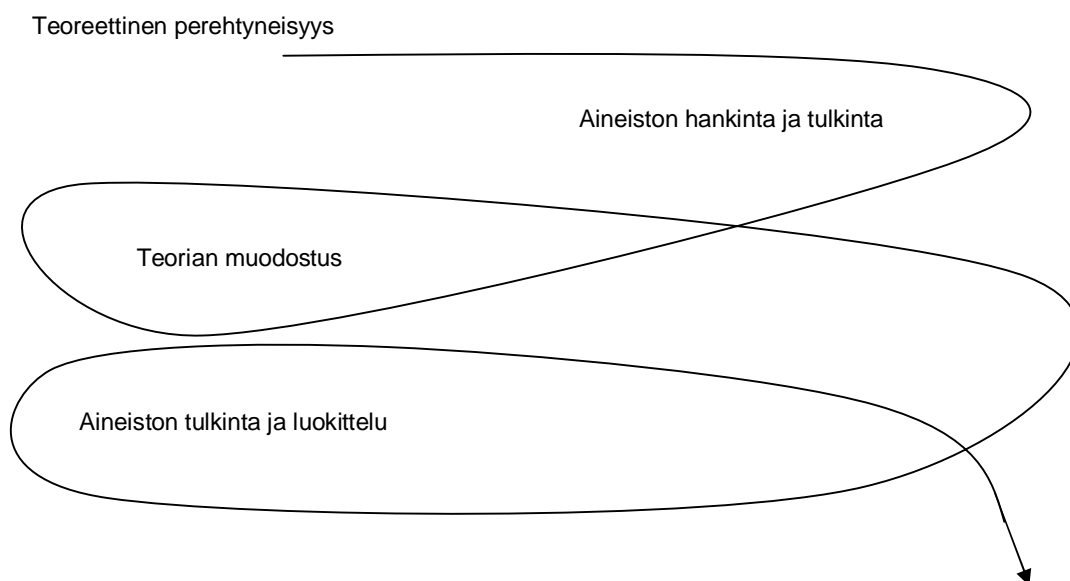 Teoreettinen perehtyneisyys
Aineiston hankinta ja tulkinta
Teorian muodostus
Aineiston tulkinta ja luokittelu